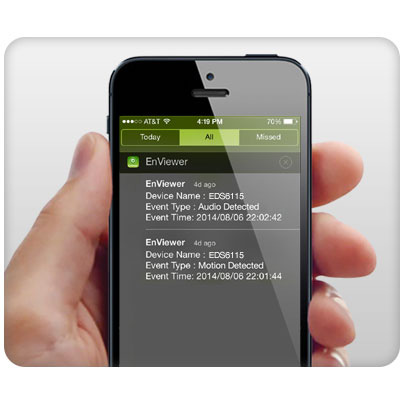 AT&T 4:19 PM 70%
Today All Missed
EnViewer
EnViewer 4d ago
Device Name : EDS6115
Event Type : Audio Detected
Event Time: 2014/08/06 22:02:42
EnViewer 4d ago
Device Name : EDS6115
Event Type : Motion Detected
Event Time: 2014/08/06 22:01:44